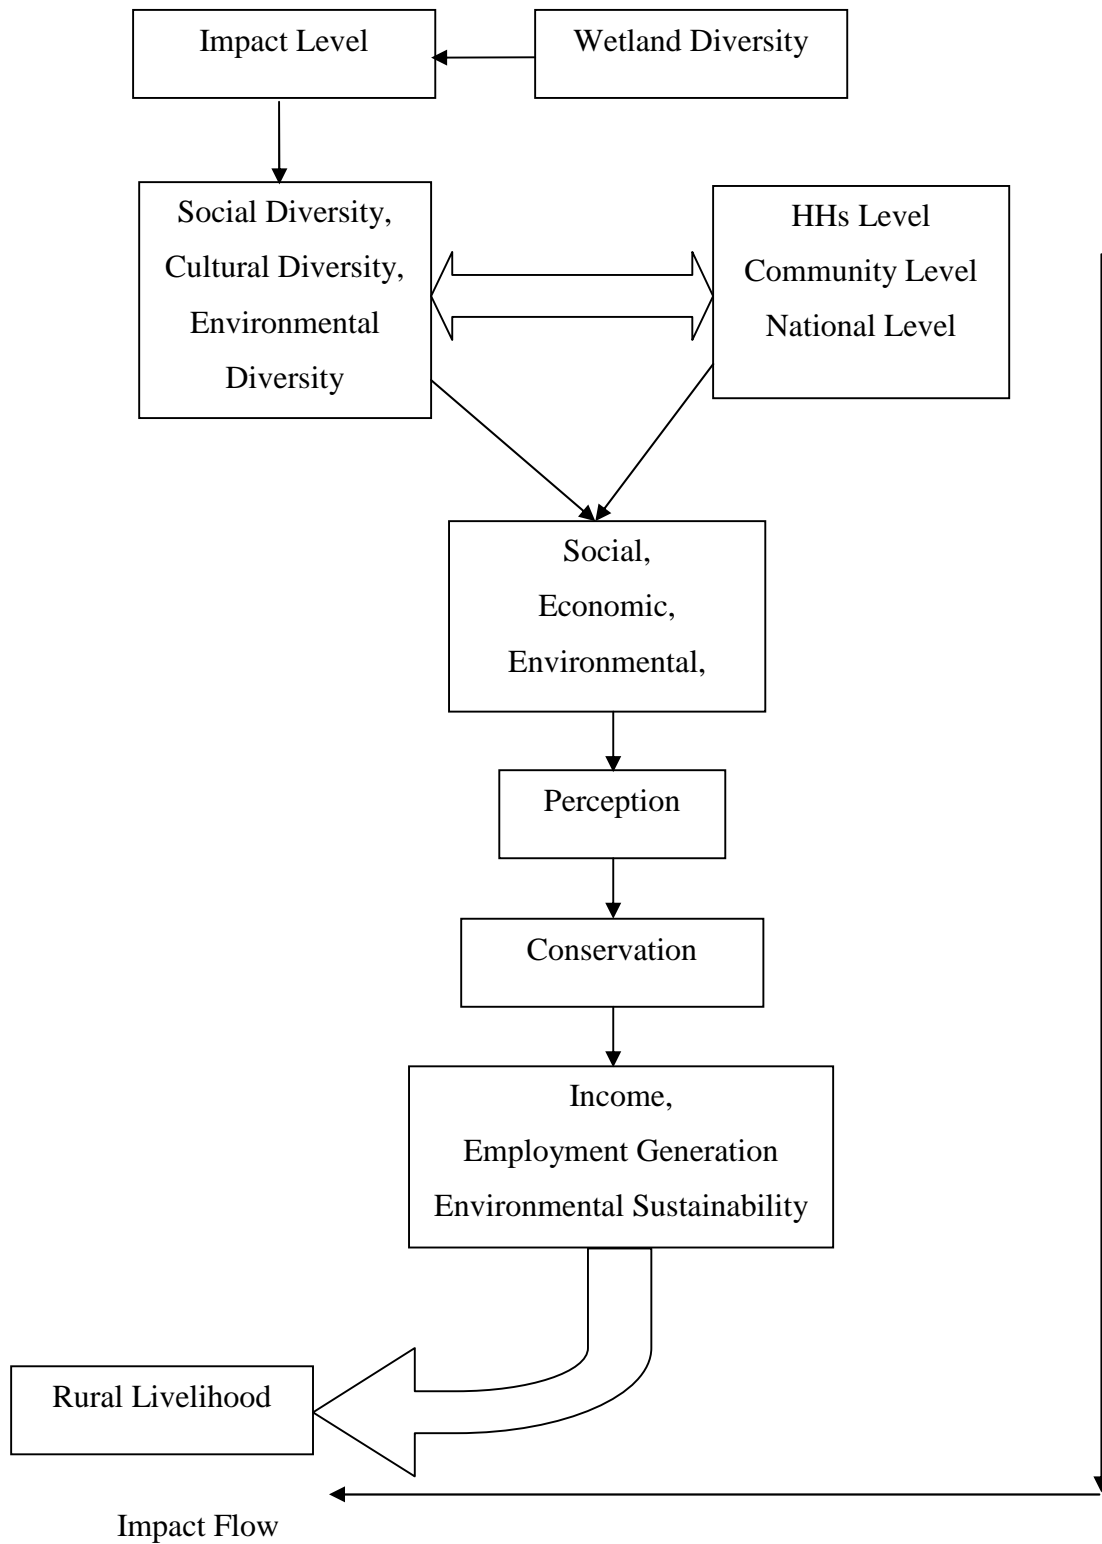 Impact Level
Wetland Diversity
Social Diversity,
Cultural Diversity,
Environmental
Diversity
HHs Level
Community Level
National Level
Social,
Economic,
Environmental,
Perception
Conservation
Income,
Employment Generation
Environmental Sustainability
Rural Livelihood
Impact Flow